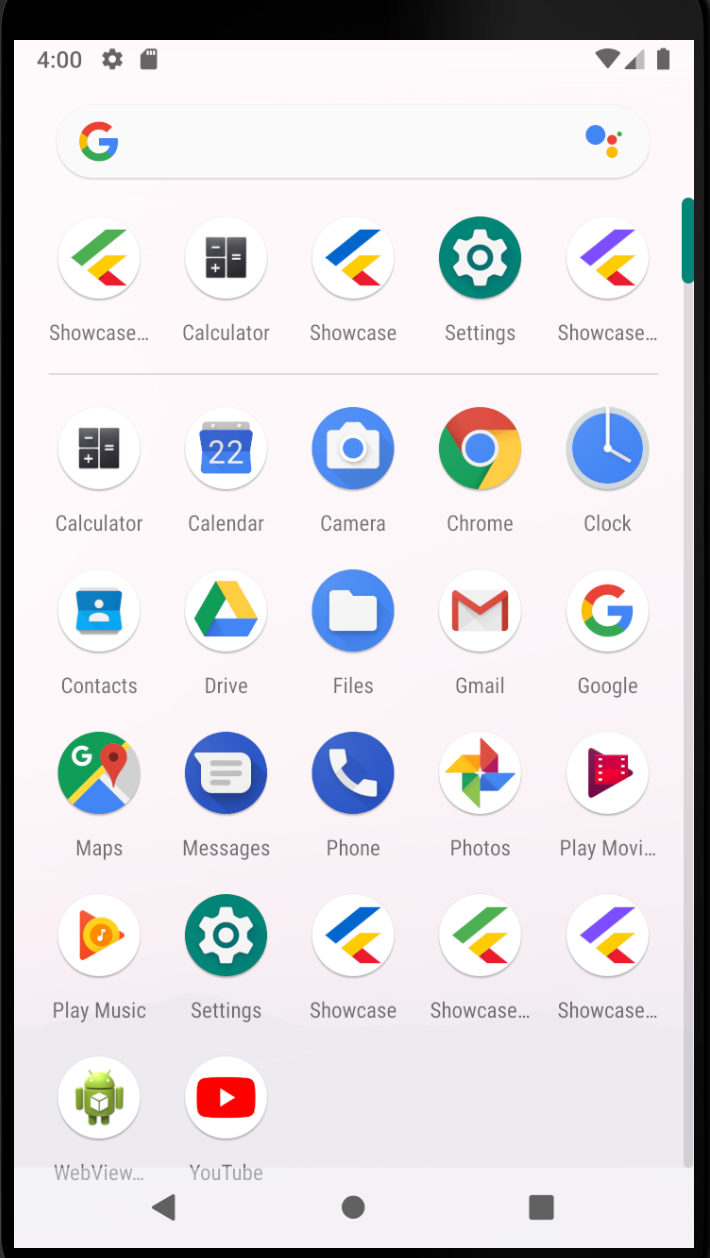 4:00
Showcase... Calculator Showcase Settings Showcase...
22
Calculator Calendar Camera Chrome Clock
Contacts Drive Files Gmail Google
Maps Messages Phone Photos Play Movi...
Play Music Settings Showcase Showcase... Showcase...
WebView... YouTube